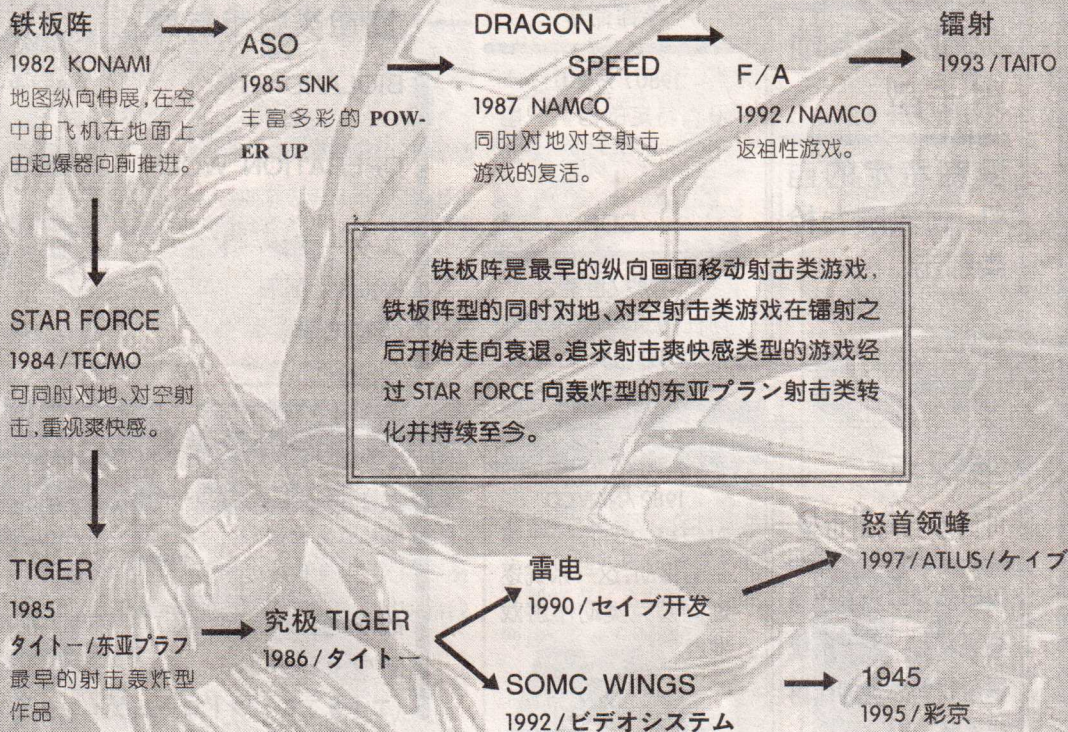 铁板阵
1982 KONAMI
地图纵向伸展,在空
中由飞机在地面上
由起爆器向前推进。
ASO
1985 SNK
丰富多彩的 POW-
ER UP
DRAGON
SPEED
1987 NAMCO
同时对地对空射击
游戏的复活。
F/A
1992/NAMCO
返祖性游戏。
镭射
1993/TAITO
铁板阵是最早的纵向画面移动射击类游戏,
铁板阵型的同时对地、对空射击类游戏在镭射之
后开始走向衰退。追求射击爽快感类型的游戏经
过 STAR FORCE 向轰炸型的东亚プラン射击类转
化并持续至今。
STAR FORCE
1984/TECMO
可同时对地、对空射
击,重视爽快感。
TIGER
1985
タイトー/东亚プラフ
最早的射击轰炸型
作品
究极 TIGER
1986/タイトー
雷电
1990/セイブ开发
怒首领蜂
1997/ATLUS/ケイブ
SOMC WINGS
1992/ビデオシステム
1945
1995/彩京